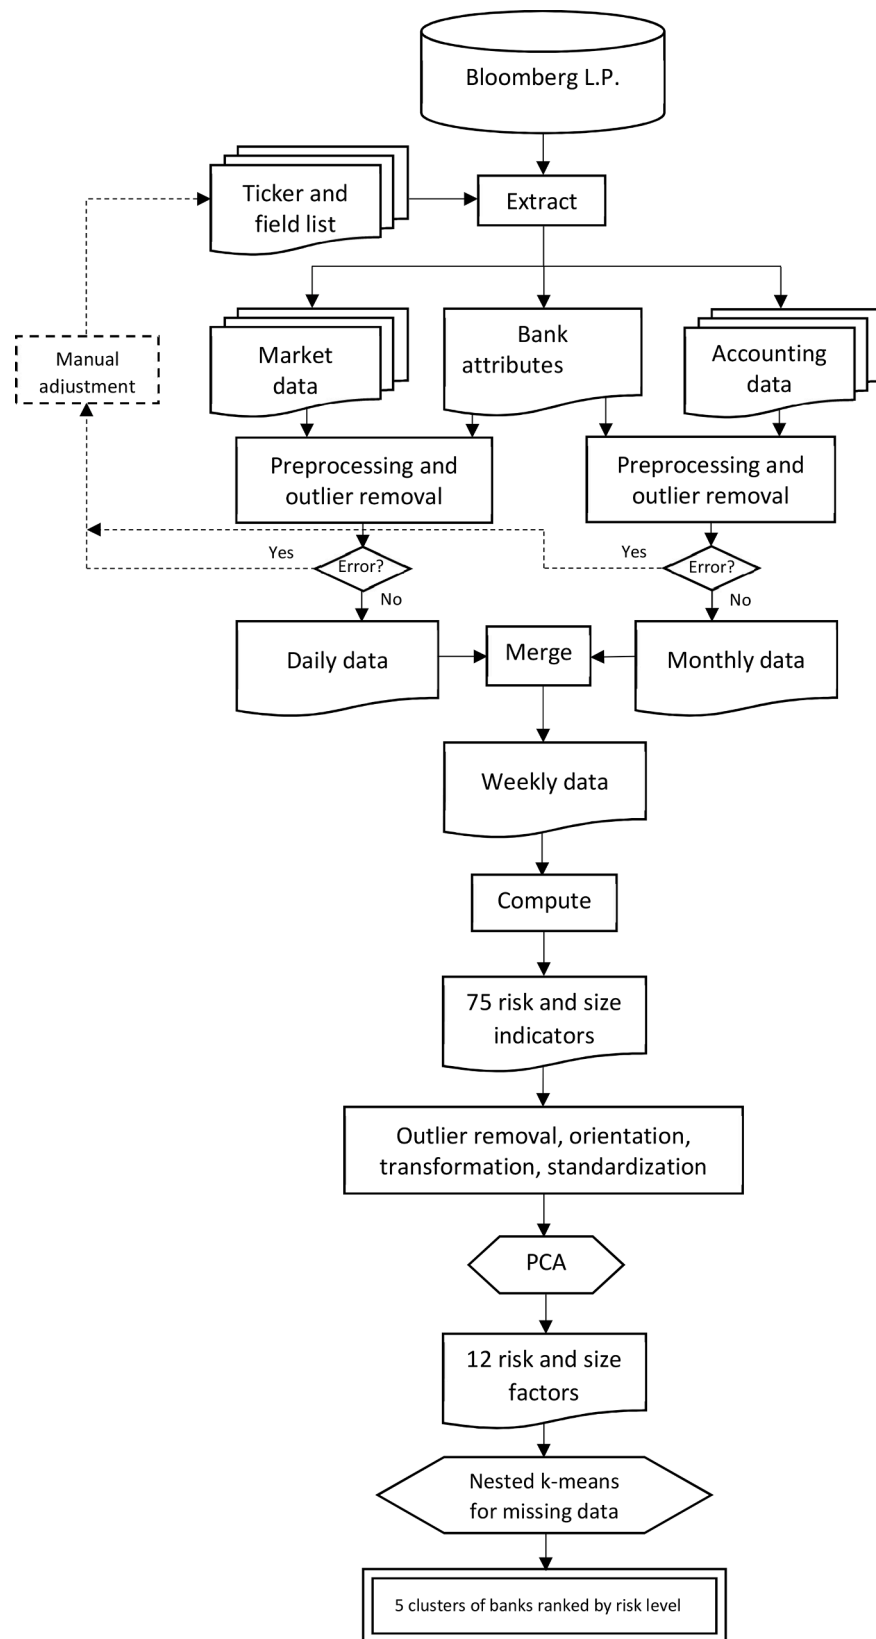 Bloomberg L.P.
Ticker and
field list
Extract
Market
data
Bank
attributes
Accounting
data
Manual
adjustment
Preprocessing and
outlier removal
Preprocessing and
outlier removal
Yes
Error?
No
Yes
Error?
No
Daily data
Merge
Monthly data
Weekly data
Compute
75 risk and size
indicators
Outlier removal, orientation,
transformation, standardization
PCA
12 risk and size
factors
Nested k-means
for missing data
5 clusters of banks ranked by risk level